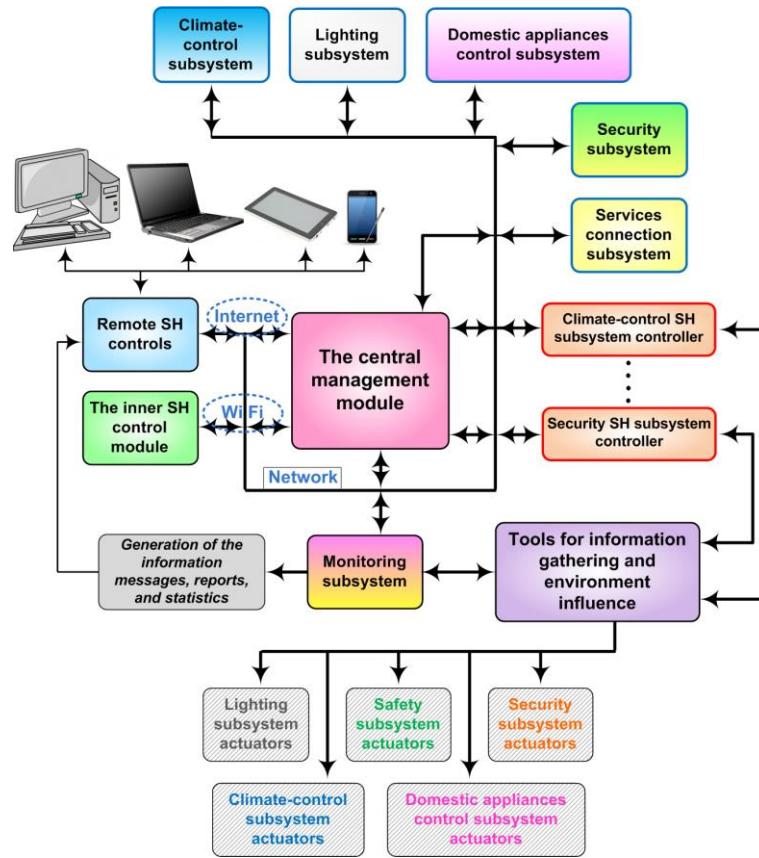 Climate-
control
subsystem
Lighting
subsystem
Domestic appliances
control subsystem
Security
subsystem
Services
connection
subsystem
Remote SH
controls
Internet
The central
management
module
Climate-control SH
subsystem controller
The inner SH
control
module
Wi Fi
Security SH subsystem
controller
Network
Generation of the
information
messages, reports,
and statistics
Monitoring
subsystem
Tools for information
gathering and
environment
influence
Lighting
subsystem
actuators
Safety
subsystem
actuators
Security
subsystem
actuators
Climate-control
subsystem
actuators
Domestic appliances
control subsystem
actuators